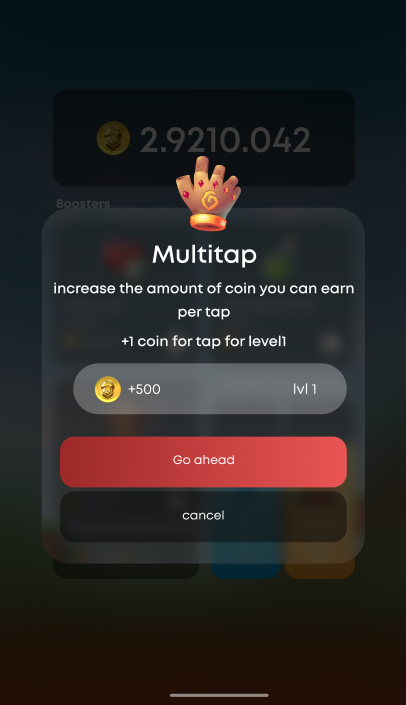 2.9210.042
Boosters
Multitap
increase the amount of coin you can earn
per tap
+1 coin for tap for level1
+500 lvl 1
Go ahead
cancel